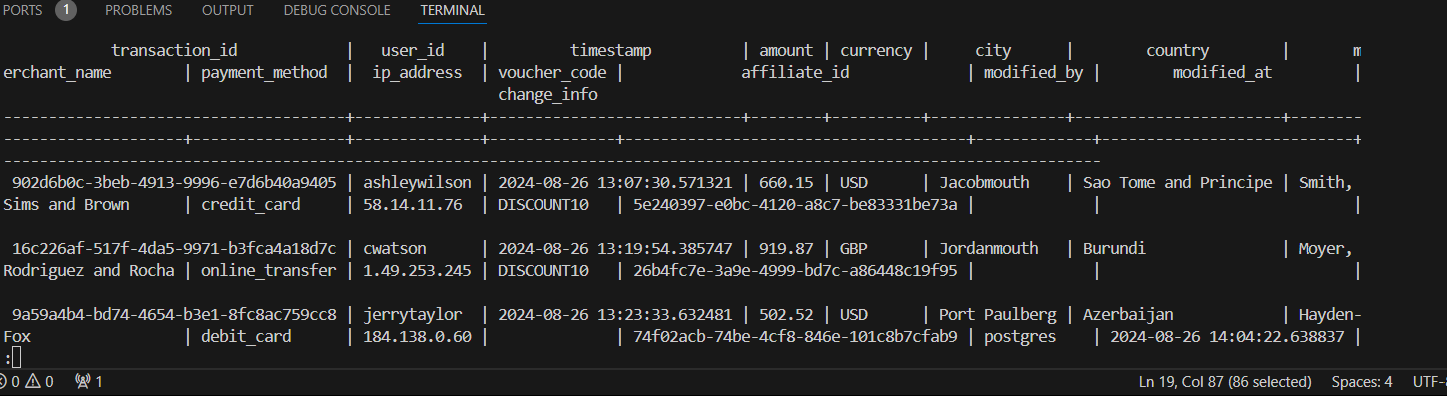 PORTS 1 PROBLEMS OUTPUT DEBUG CONSOLE TERMINAL
transaction_id | user_id | timestamp | amount | currency | city | country | m
erchant_name | payment_method | ip_address | voucher_code | affiliate_id | modified_by | modified_at |
change_info
--------------------------------------+--------------+----------------------------+--------+----------+---------------+-----------------------+--------
--------------------+-----------------+--------------+--------------+--------------------------------------+-------------+----------------------------+
-------------------------------------------------------------------------------------------------------------------------
902d6b0c-3beb-4913-9996-e7d6b40a9405 | ashleywilson | 2024-08-26 13:07:30.571321 | 660.15 | USD | Jacobmouth | Sao Tome and Principe | Smith,
Sims and Brown | credit_card | 58.14.11.76 | DISCOUNT10 | 5e240397-e0bc-4120-a8c7-be83331be73a | | |
16c226af-517f-4da5-9971-b3fca4a18d7c | cwatson | 2024-08-26 13:19:54.385747 | 919.87 | GBP | Jordanmouth | Burundi | Moyer,
Rodriguez and Rocha | online_transfer | 1.49.253.245 | DISCOUNT10 | 26b4fc7e-3a9e-4999-bd7c-a86448c19f95 | | |
9a59a4b4-bd74-4654-b3e1-8fc8ac759cc8 | jerrytaylor | 2024-08-26 13:23:33.632481 | 502.52 | USD | Port Paulberg | Azerbaijan | Hayden-
Fox | debit_card | 184.138.0.60 | | 74f02acb-74be-4cf8-846e-101c8b7cfab9 | postgres | 2024-08-26 14:04:22.638837 |
:
0 0 1 Ln 19, Col 87 (86 selected) Spaces: 4 UTF-